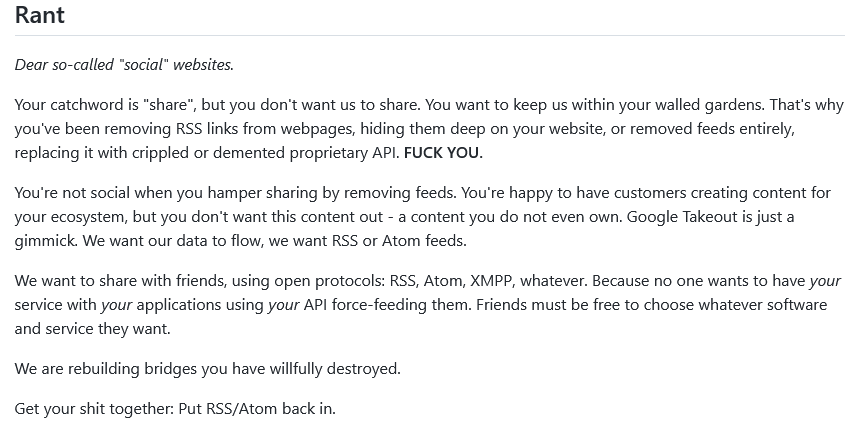 Rant
Dear so-called "social" websites.
Your catchword is "share", but you don't want us to share. You want to keep us within your walled gardens. That's why
you've been removing RSS links from webpages, hiding them deep on your website, or removed feeds entirely,
replacing it with crippled or demented proprietary API. FUCK YOU.
You're not social when you hamper sharing by removing feeds. You're happy to have customers creating content for
your ecosystem, but you don't want this content out - a content you do not even own. Google Takeout is just a
gimmick. We want our data to flow, we want RSS or Atom feeds.
We want to share with friends, using open protocols: RSS, Atom, XMPP, whatever. Because no one wants to have your
service with your applications using your API force-feeding them. Friends must be free to choose whatever software
and service they want.
We are rebuilding bridges you have willfully destroyed.
Get your shit together: Put RSS/Atom back in.